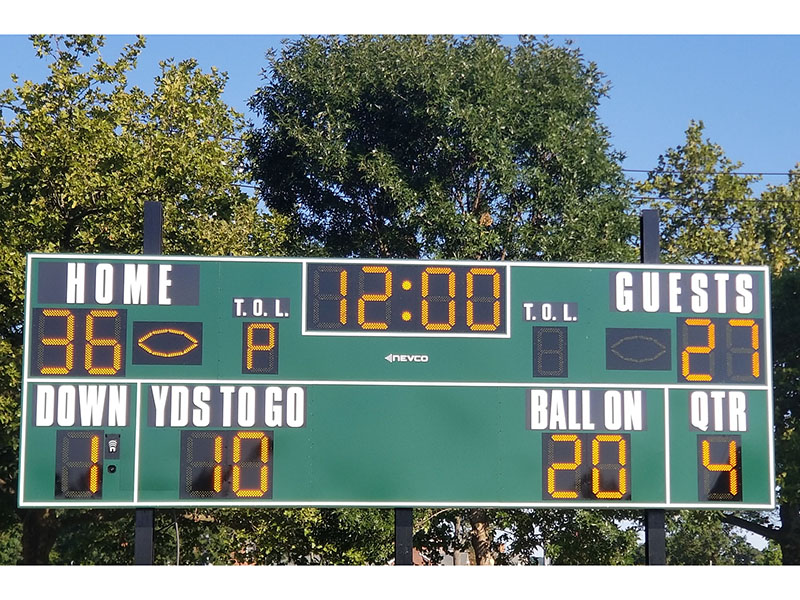 HOME
GUESTS
T.O.L.
12:00
T.O.L.
36
P
27
NEVCO
DOWN
YDS TO GO
BALL ON
QTR
1
10
20
4